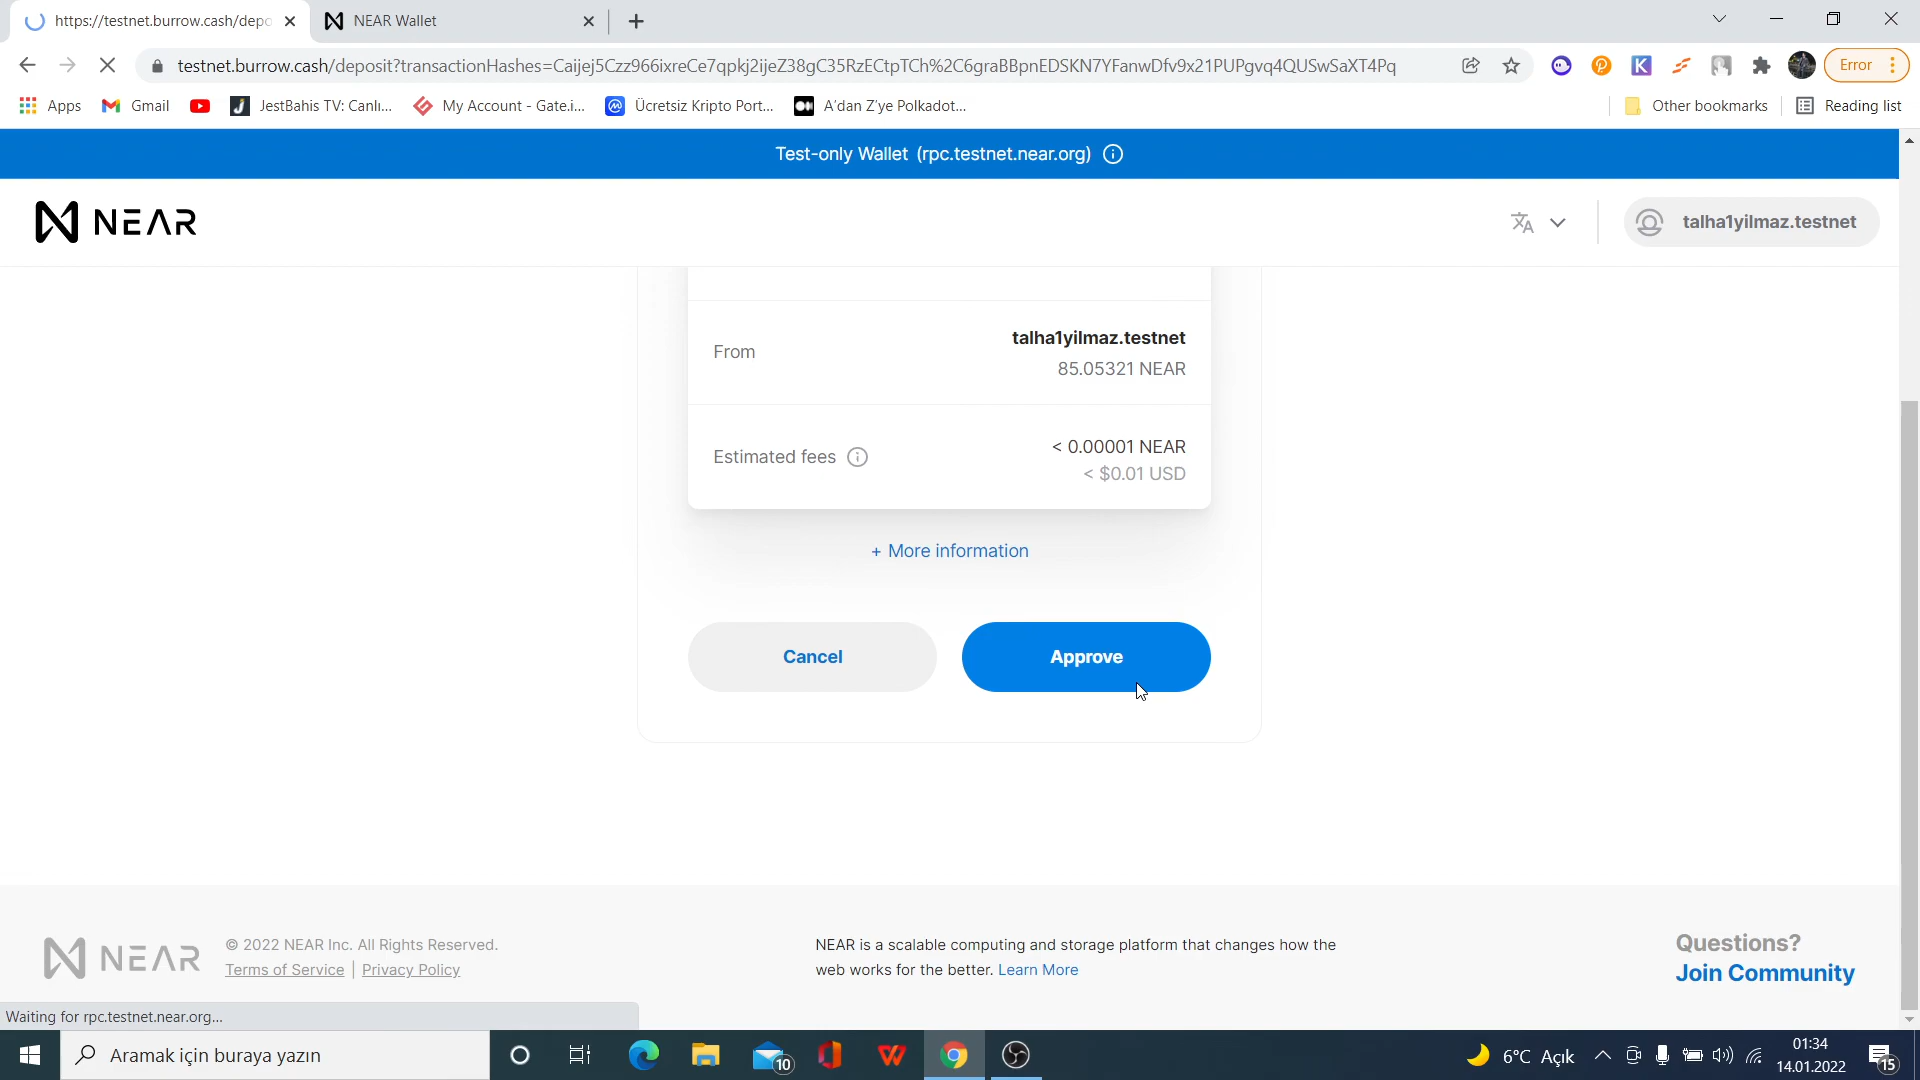 https://testnet.burrow.cash/depo
NEAR Wallet
testnet.burrow.cash/deposit?transactionHashes=Caijej5Czz966ixreCe7qpkj2ijeZ38gC35RzECtpTCh%2C6graBBpnEDSKN7YFanwDfv9x21PUPgvq4QUSwSaXT4Pq
Error
Apps
Gmail
JestBahis TV: Canlı...
My Account - Gate.i...
Ücretsiz Kripto Port...
A'dan Z'ye Polkadot...
Other bookmarks
Reading list
Test-only Wallet (rpc.testnet.near.org)
NEAR
talha1yilmaz.testnet
From
talha1yilmaz.testnet
85.05321 NEAR
Estimated fees
< 0.00001 NEAR
< $0.01 USD
+ More information
Cancel
Approve
NEAR
© 2022 NEAR Inc. All Rights Reserved.
Terms of Service | Privacy Policy
NEAR is a scalable computing and storage platform that changes how the
web works for the better. Learn More
Questions?
Join Community
Waiting for rpc.testnet.near.org...
Aramak için buraya yazın
10
6°C Açık
01:34
14.01.2022
15